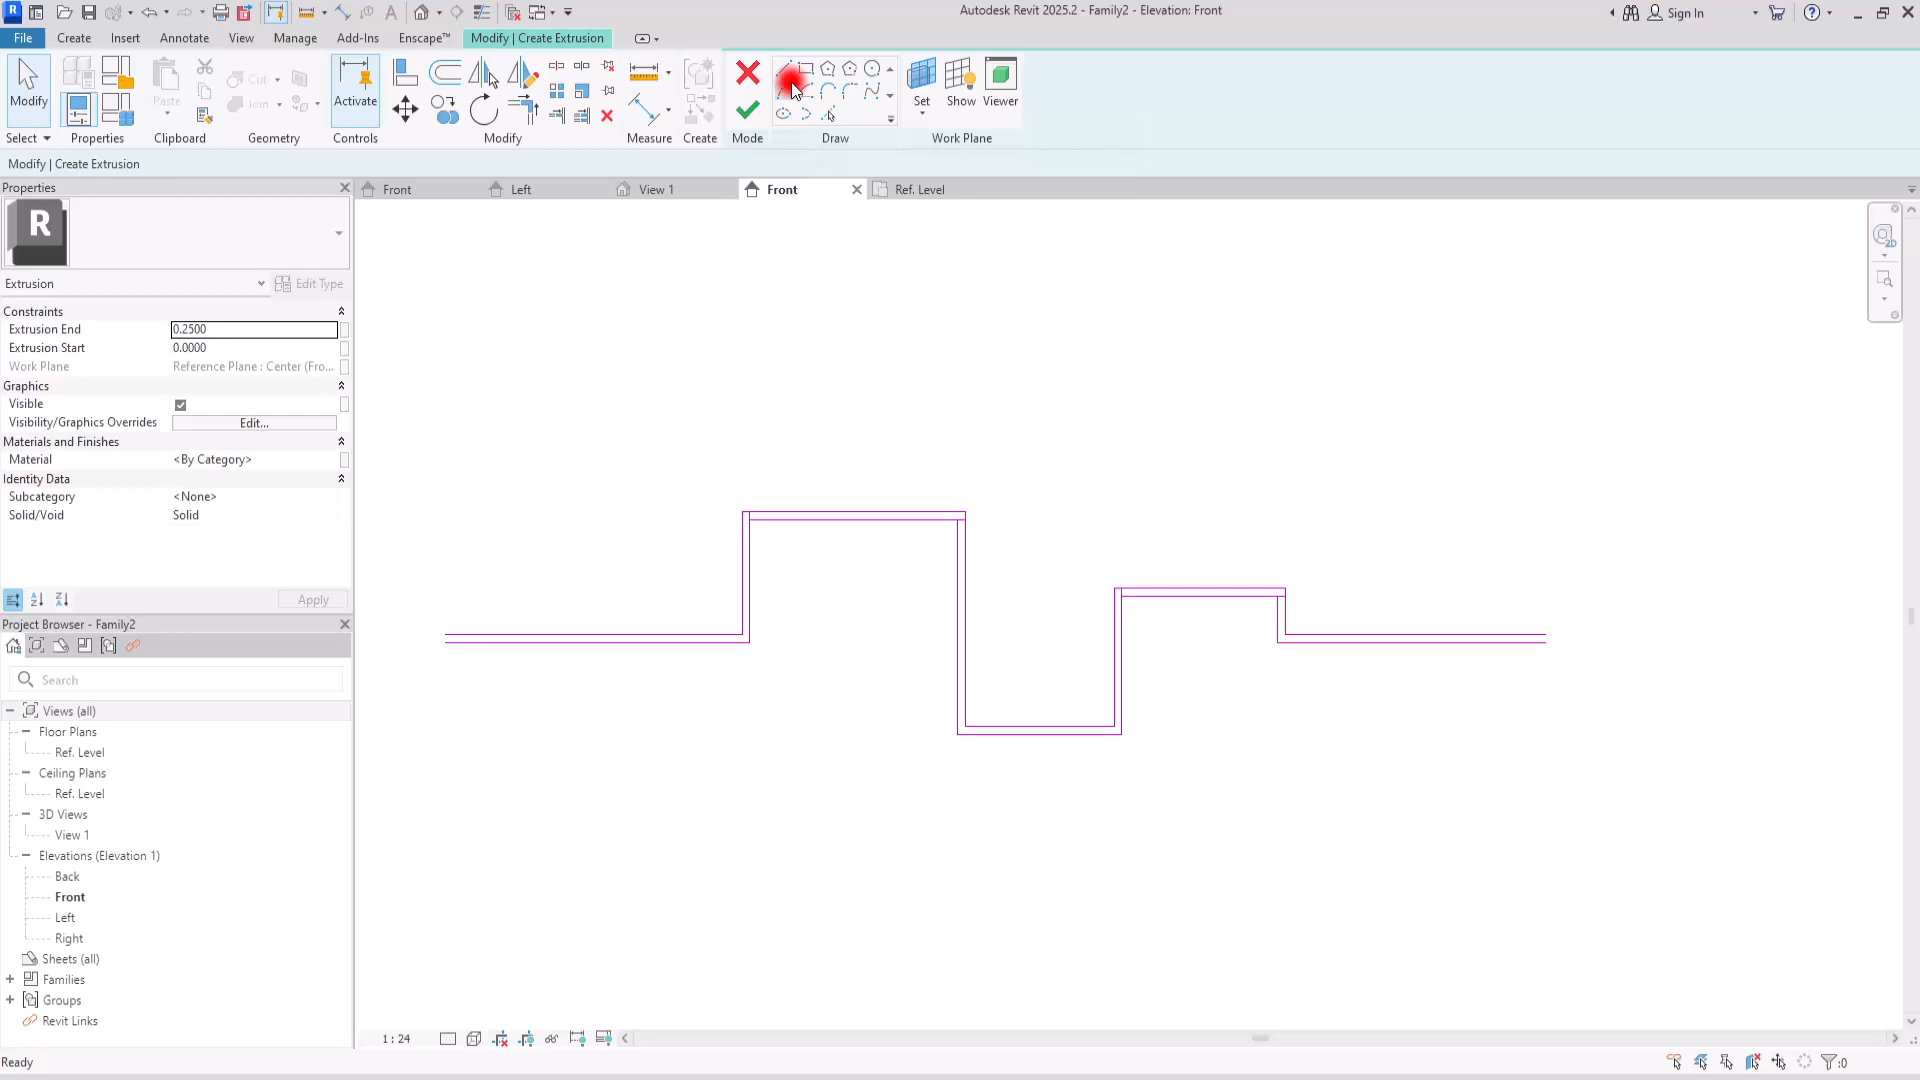 R
A
Autodesk Revit 2025.2 - Family2 - Elevation: Front
Sign In
?
File
Create
Insert
Annotate
View
Manage
Add-Ins
Enscape™
Modify | Create Extrusion
Modify
Paste
Cut
Join
Activate
Create
Set
Show
Viewer
Select
Properties
Clipboard
Geometry
Controls
Modify
Measure
Create
Mode
Draw
Work Plane
Modify | Create Extrusion
Properties
Front
Left
View 1
Front
Ref. Level
R
2D
Extrusion
Edit Type
Constraints
Extrusion End 0.2500
Extrusion Start 0.0000
Work Plane Reference Plane : Center (Fro...
Graphics
Visible
Visibility/Graphics Overrides Edit...
Materials and Finishes
Material <By Category>
Identity Data
Subcategory <None>
Solid/Void Solid
Apply
Project Browser - Family2
Search
Views (all)
Floor Plans
Ref. Level
Ceiling Plans
Ref. Level
3D Views
View 1
Elevations (Elevation 1)
Back
Front
Left
Right
Sheets (all)
Families
Groups
Revit Links
1 : 24
Ready
:0